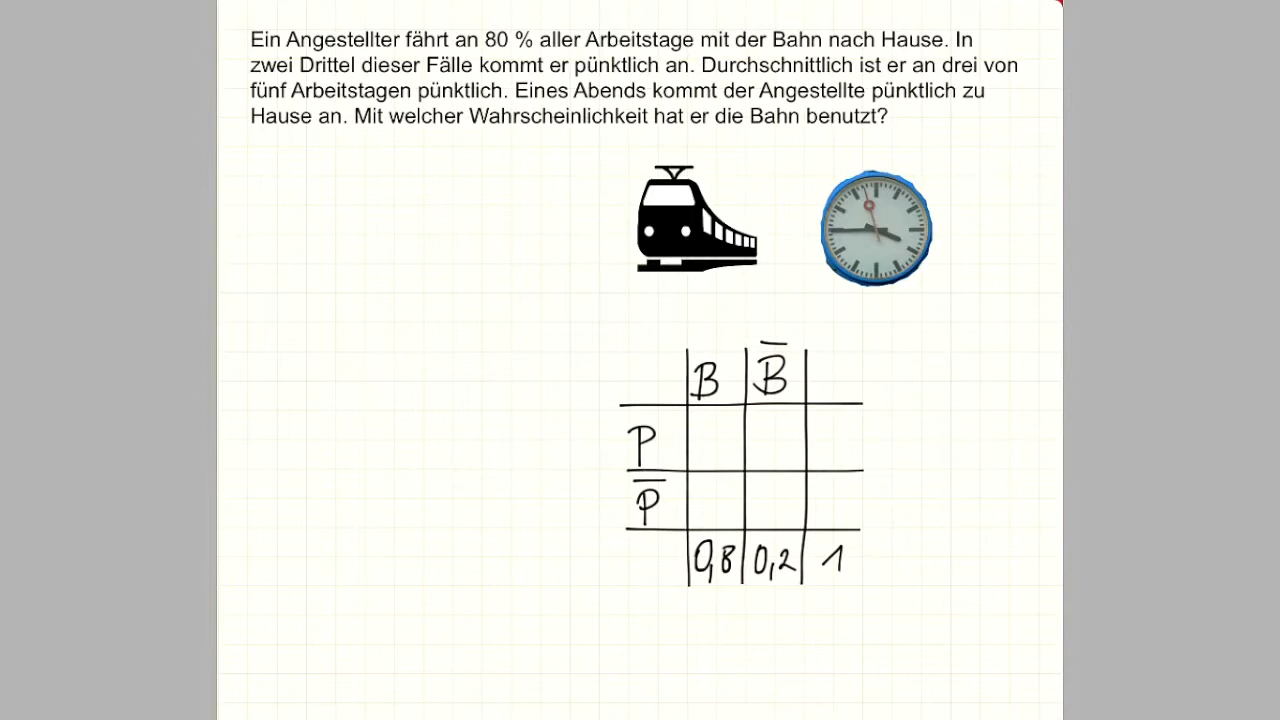 Ein Angestellter fährt an 80 % aller Arbeitstage mit der Bahn nach Hause. In
zwei Drittel dieser Fälle kommt er pünktlich an. Durchschnittlich ist er an drei von
fünf Arbeitstagen pünktlich. Eines Abends kommt der Angestellte pünktlich zu
Hause an. Mit welcher Wahrscheinlichkeit hat er die Bahn benutzt?
B B̅
P
P̅
0,8 0,2 1